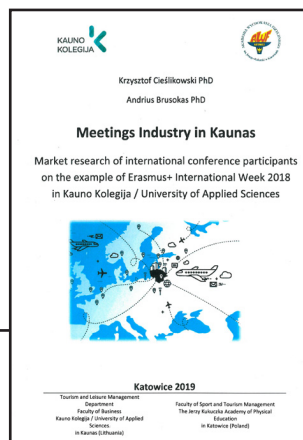 KAUNO
KOLEGIJA
Krzysztof Cieślikowski PhD
Andrius Brusokas PhD
Meetings Industry in Kaunas
Market research of international conference participants
on the example of Erasmus+ International Week 2018
in Kauno Kolegija / University of Applied Sciences
Katowice 2019
Tourism and Leisure Management
Department
Faculty of Business
Kauno Kolegija / University of Applied
Sciences
in Kaunas (Lithuania)
Faculty of Sport and Tourism Management
The Jerzy Kukuczka Academy of Physical
Education
in Katowice (Poland)